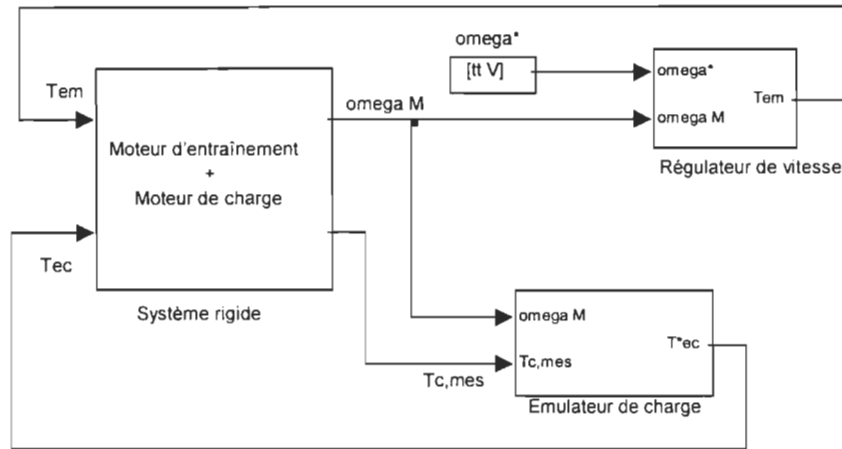 omega*
[tt V]
omega*
omega M
Tem
Régulateur de vitesse
Tem
omega M
Moteur d'entraînement
+
Moteur de charge
Tec
Système rigide
omega M
T*ec
Tc,mes
Tc,mes
Emulateur de charge